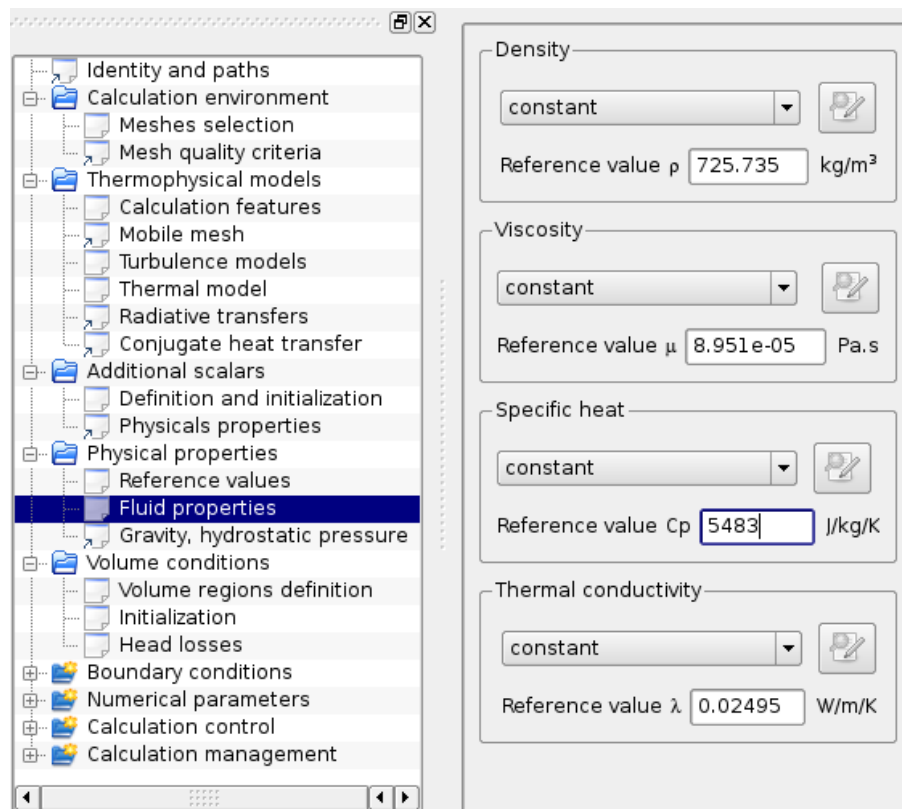 Identity and paths
Calculation environment
Meshes selection
Mesh quality criteria
Thermophysical models
Calculation features
Mobile mesh
Turbulence models
Thermal model
Radiative transfers
Conjugate heat transfer
Additional scalars
Definition and initialization
Physicals properties
Physical properties
Reference values
Fluid properties
Gravity, hydrostatic pressure
Volume conditions
Volume regions definition
Initialization
Head losses
Boundary conditions
Numerical parameters
Calculation control
Calculation management
Density
constant
Reference value ρ 725.735 kg/m³
Viscosity
constant
Reference value μ 8.951e-05 Pa.s
Specific heat
constant
Reference value Cp 5483 J/kg/K
Thermal conductivity
constant
Reference value λ 0.02495 W/m/K